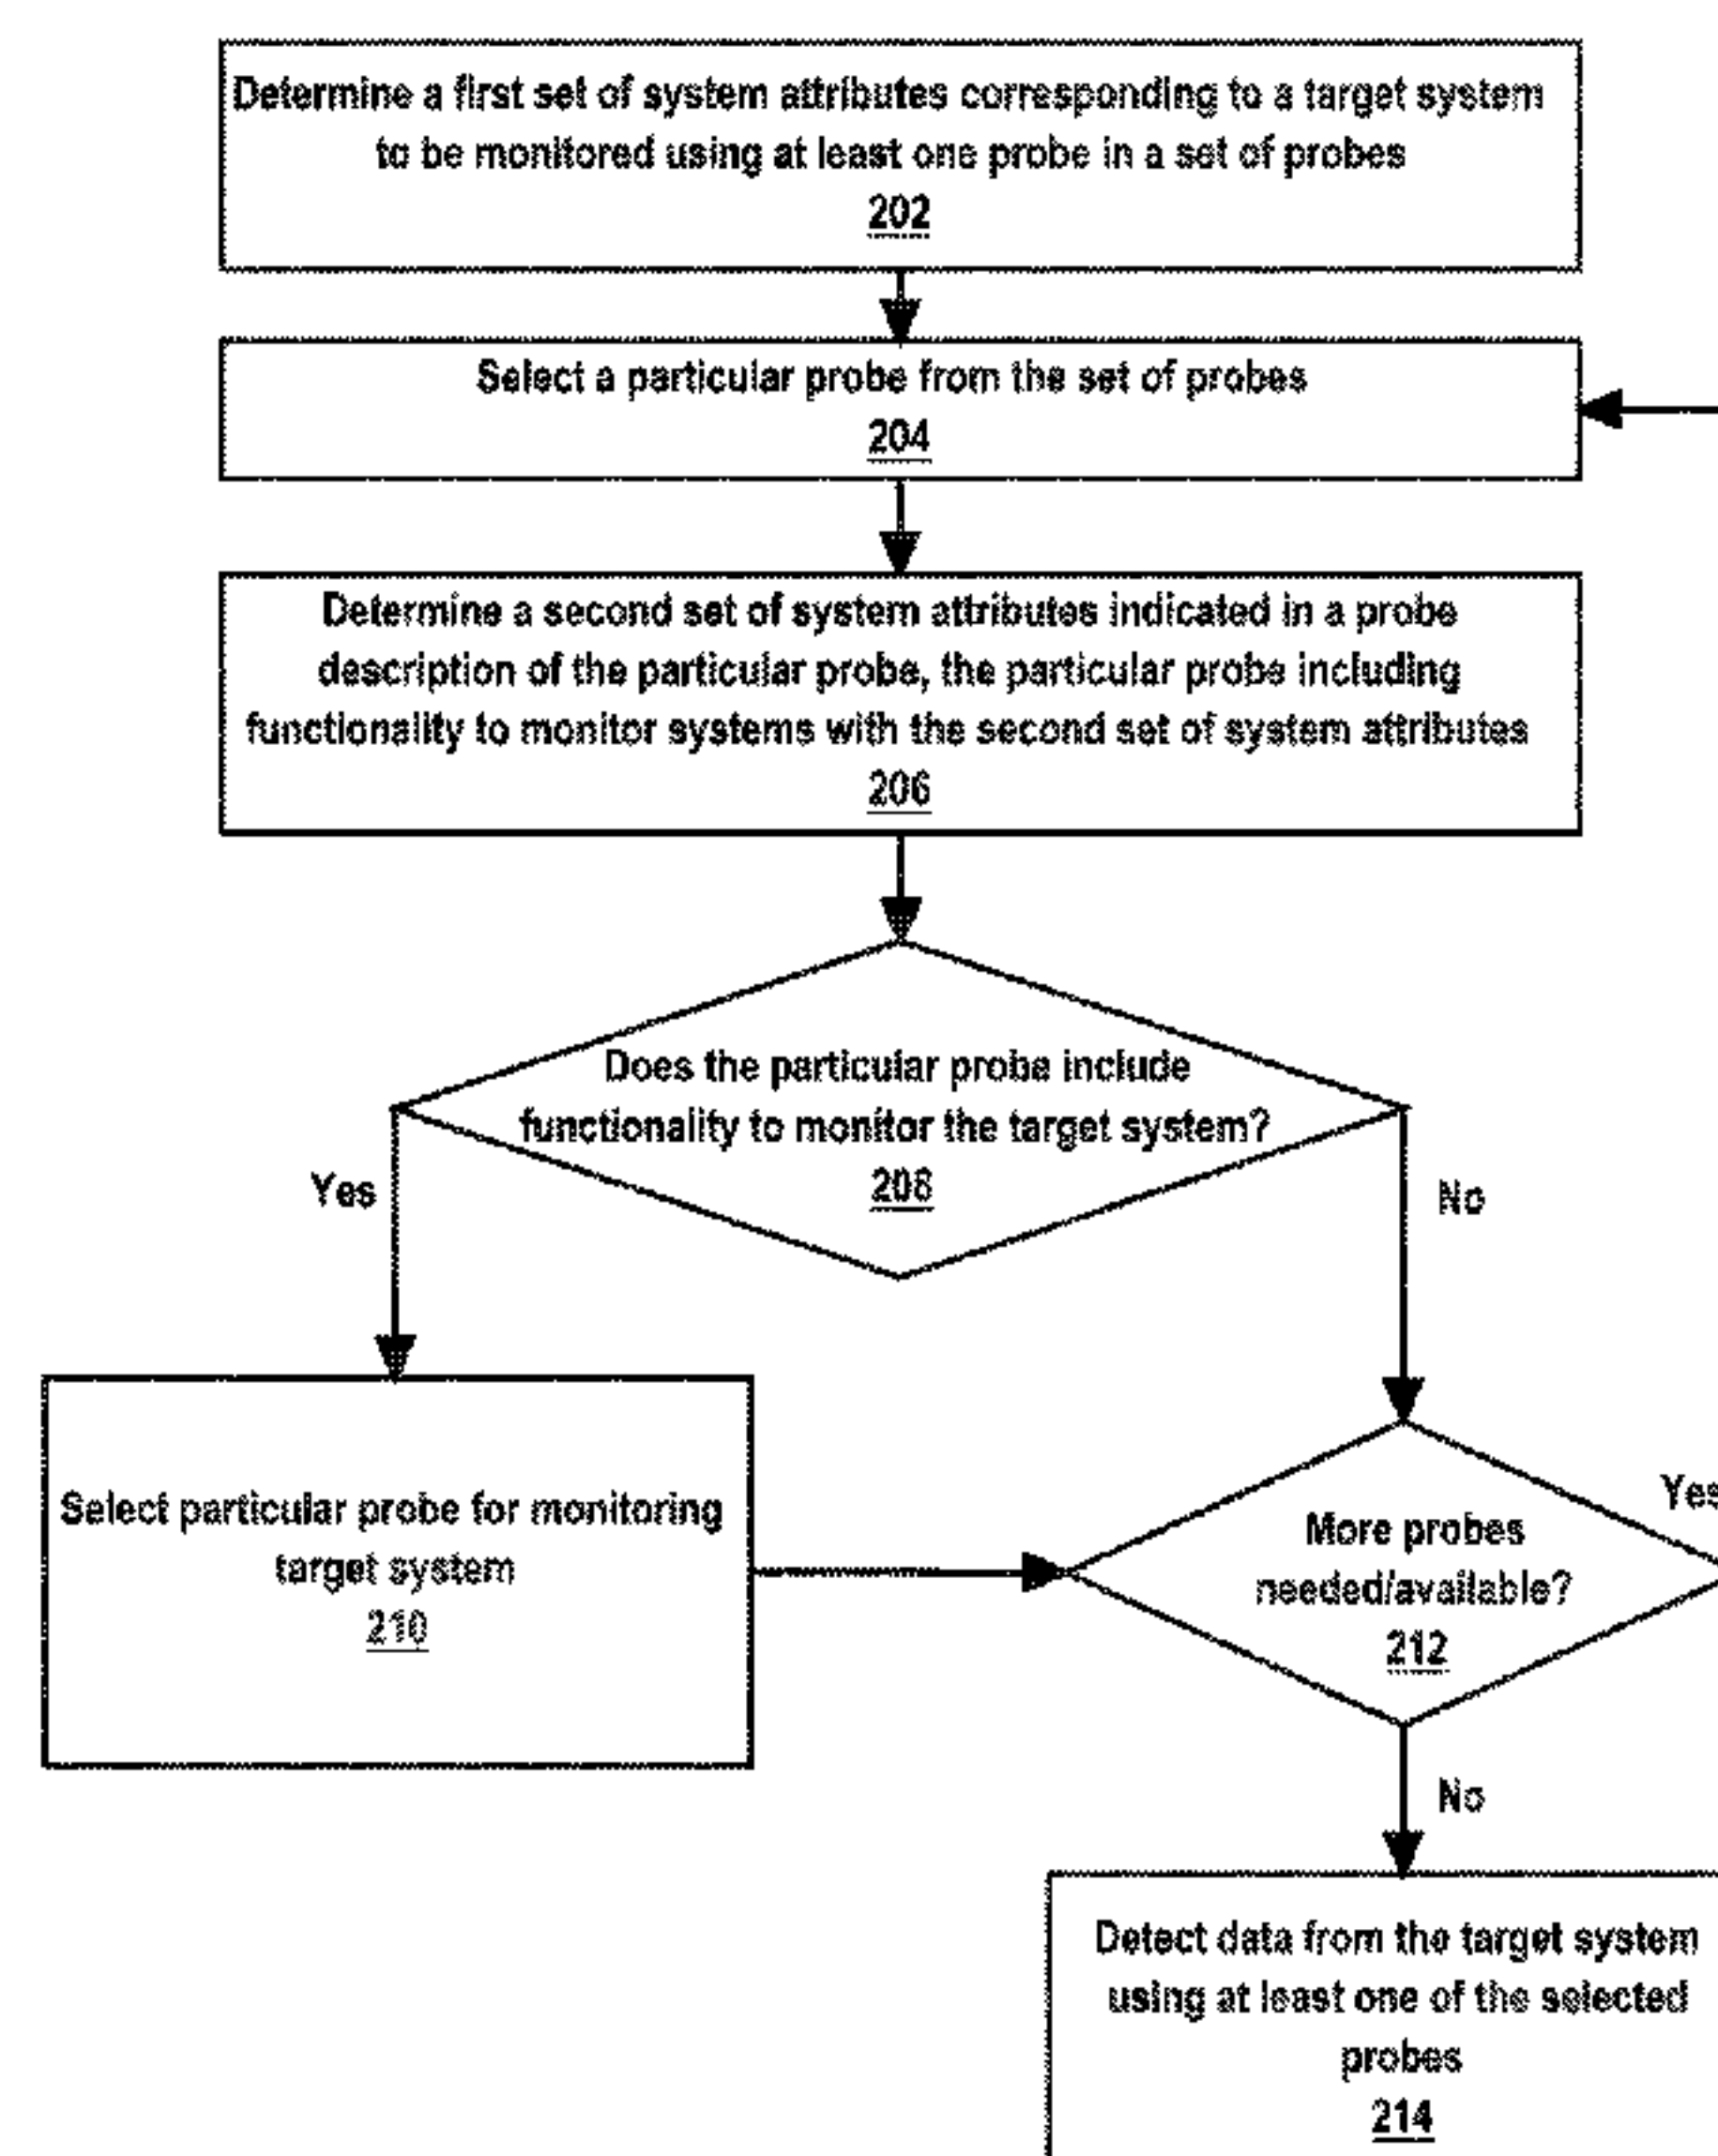 Determine a first set of system attributes corresponding to a target system
to be monitored using at least one probe in a set of probes
202
Select a particular probe from the set of probes
204
Determine a second set of system attributes indicated in a probe
description of the particular probe, the particular probe including
functionality to monitor systems with the second set of system attributes
206
Does the particular probe include
functionality to monitor the target system?
208
Yes
No
Select particular probe for monitoring
target system
210
More probes
needed/available?
212
Yes
No
Detect data from the target system
using at least one of the selected
probes
214